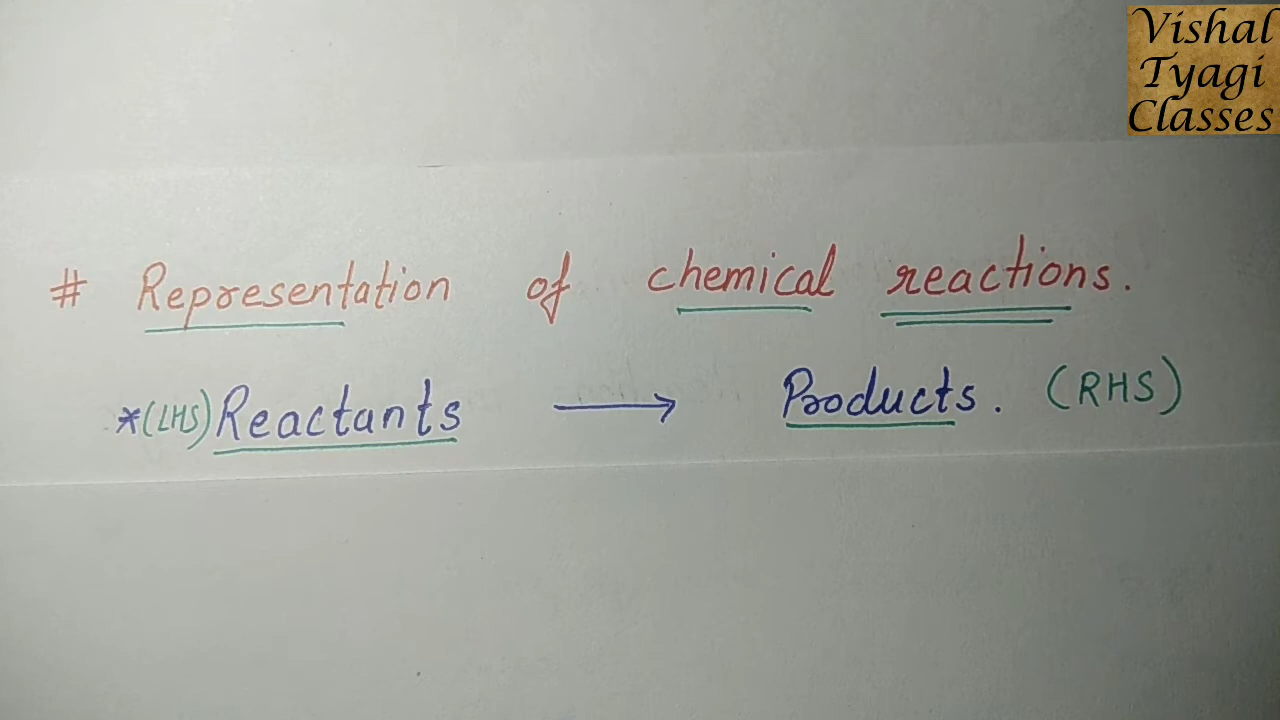 Vishal
Tyagi
Classes
# Representation of chemical reactions.
*(LHS) Reactants → Products. (RHS)